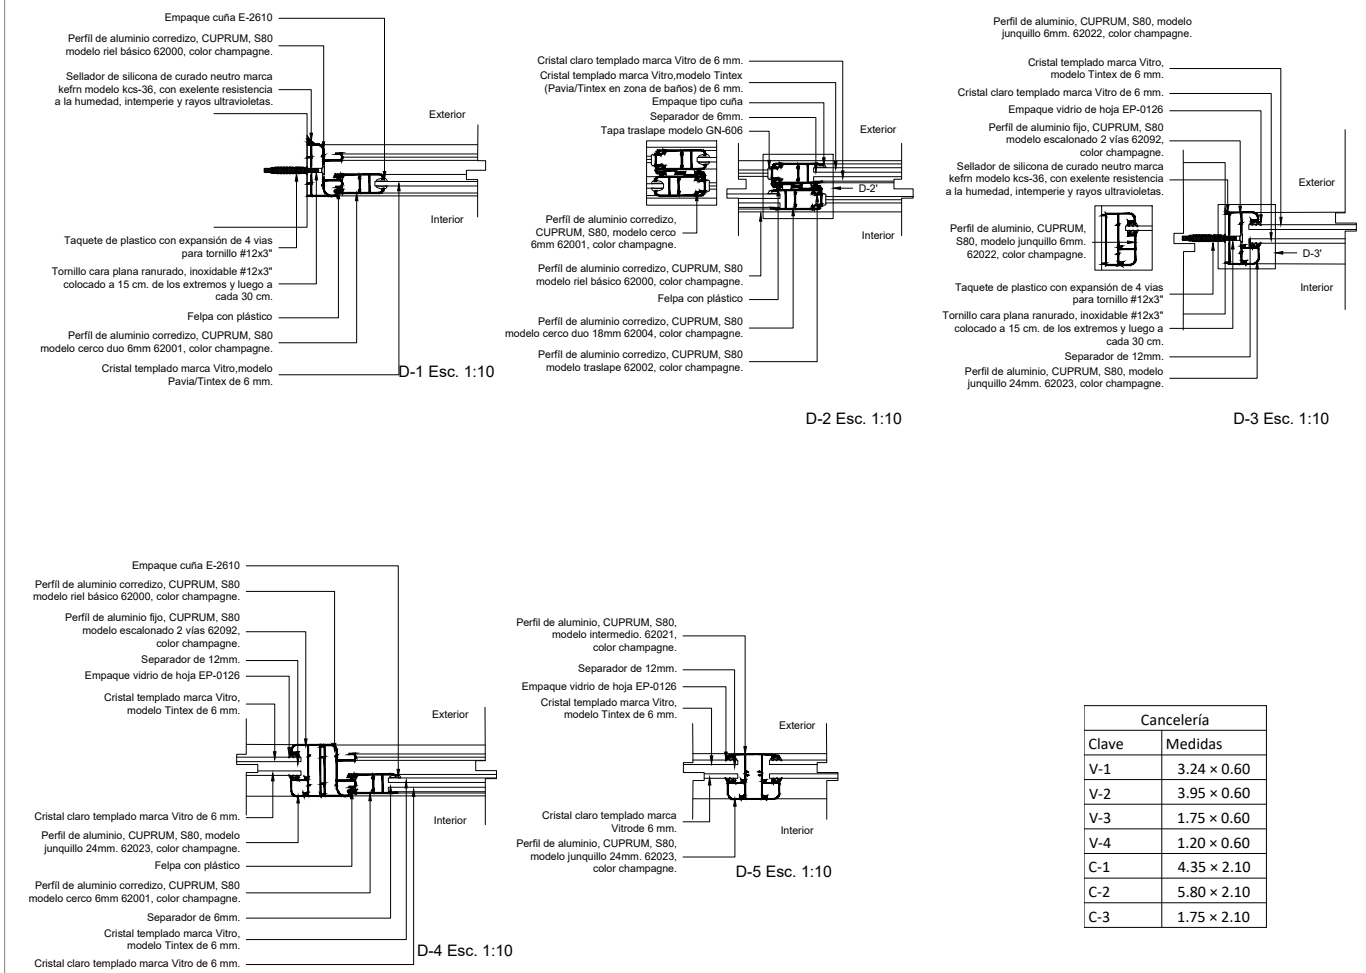 Empaque cuña E-2610
Perfíl de aluminio corredizo, CUPRUM, S80
modelo riel básico 62000, color champagne.
Sellador de silicona de curado neutro marca
kefrn modelo kcs-36, con exelente resistencia
a la humedad, intemperie y rayos ultravioletas.
Exterior
Interior
Taquete de plastico con expansión de 4 vias
para tornillo #12x3"
Tornillo cara plana ranurado, inoxidable #12x3"
colocado a 15 cm. de los extremos y luego a
cada 30 cm.
Felpa con plástico
Perfíl de aluminio corredizo, CUPRUM, S80
modelo cerco duo 6mm 62001, color champagne.
Cristal templado marca Vitro,modelo
Pavia/Tintex de 6 mm.
D-1 Esc. 1:10
Cristal claro templado marca Vitro de 6 mm.
Cristal templado marca Vitro,modelo Tintex
(Pavia/Tintex en zona de baños) de 6 mm.
Empaque tipo cuña
Separador de 6mm.
Tapa traslape modelo GN-606
Exterior
D-2'
Interior
Perfíl de aluminio corredizo,
CUPRUM, S80, modelo cerco
6mm 62001, color champagne.
Perfíl de aluminio corredizo, CUPRUM, S80
modelo riel básico 62000, color champagne.
Felpa con plástico
Perfíl de aluminio corredizo, CUPRUM, S80
modelo cerco duo 18mm 62004, color champagne.
Perfíl de aluminio corredizo, CUPRUM, S80
modelo traslape 62002, color champagne.
D-2 Esc. 1:10
Perfil de aluminio, CUPRUM, S80, modelo
junquillo 6mm. 62022, color champagne.
Cristal templado marca Vitro,
modelo Tintex de 6 mm.
Cristal claro templado marca Vitro de 6 mm.
Empaque vidrio de hoja EP-0126
Perfíl de aluminio fijo, CUPRUM, S80
modelo escalonado 2 vías 62092,
color champagne.
Sellador de silicona de curado neutro marca
kefrn modelo kcs-36, con exelente resistencia
a la humedad, intemperie y rayos ultravioletas.
Exterior
Perfil de aluminio, CUPRUM,
S80, modelo junquillo 6mm.
62022, color champagne.
D-3'
Interior
Taquete de plastico con expansión de 4 vias
para tornillo #12x3"
Tornillo cara plana ranurado, inoxidable #12x3"
colocado a 15 cm. de los extremos y luego a
cada 30 cm.
Separador de 12mm.
Perfil de aluminio, CUPRUM, S80, modelo
junquillo 24mm. 62023, color champagne.
D-3 Esc. 1:10
Empaque cuña E-2610
Perfíl de aluminio corredizo, CUPRUM, S80
modelo riel básico 62000, color champagne.
Perfíl de aluminio fijo, CUPRUM, S80
modelo escalonado 2 vías 62092,
color champagne.
Separador de 12mm.
Empaque vidrio de hoja EP-0126
Cristal templado marca Vitro,
modelo Tintex de 6 mm.
Exterior
Interior
Cristal claro templado marca Vitro de 6 mm.
Perfil de aluminio, CUPRUM, S80, modelo
junquillo 24mm. 62023, color champagne.
Felpa con plástico
Perfíl de aluminio corredizo, CUPRUM, S80
modelo cerco 6mm 62001, color champagne.
Separador de 6mm.
Cristal templado marca Vitro,
modelo Tintex de 6 mm.
Cristal claro templado marca Vitro de 6 mm.
D-4 Esc. 1:10
Perfil de aluminio, CUPRUM, S80,
modelo intermedio. 62021,
color champagne.
Separador de 12mm.
Empaque vidrio de hoja EP-0126
Cristal templado marca Vitro,
modelo Tintex de 6 mm.
Exterior
Interior
Cristal claro templado marca
Vitrode 6 mm.
Perfil de aluminio, CUPRUM, S80,
modelo junquillo 24mm. 62023,
color champagne.
D-5 Esc. 1:10
Cancelería
Clave Medidas
V-1 3.24 × 0.60
V-2 3.95 × 0.60
V-3 1.75 × 0.60
V-4 1.20 × 0.60
C-1 4.35 × 2.10
C-2 5.80 × 2.10
C-3 1.75 × 2.10